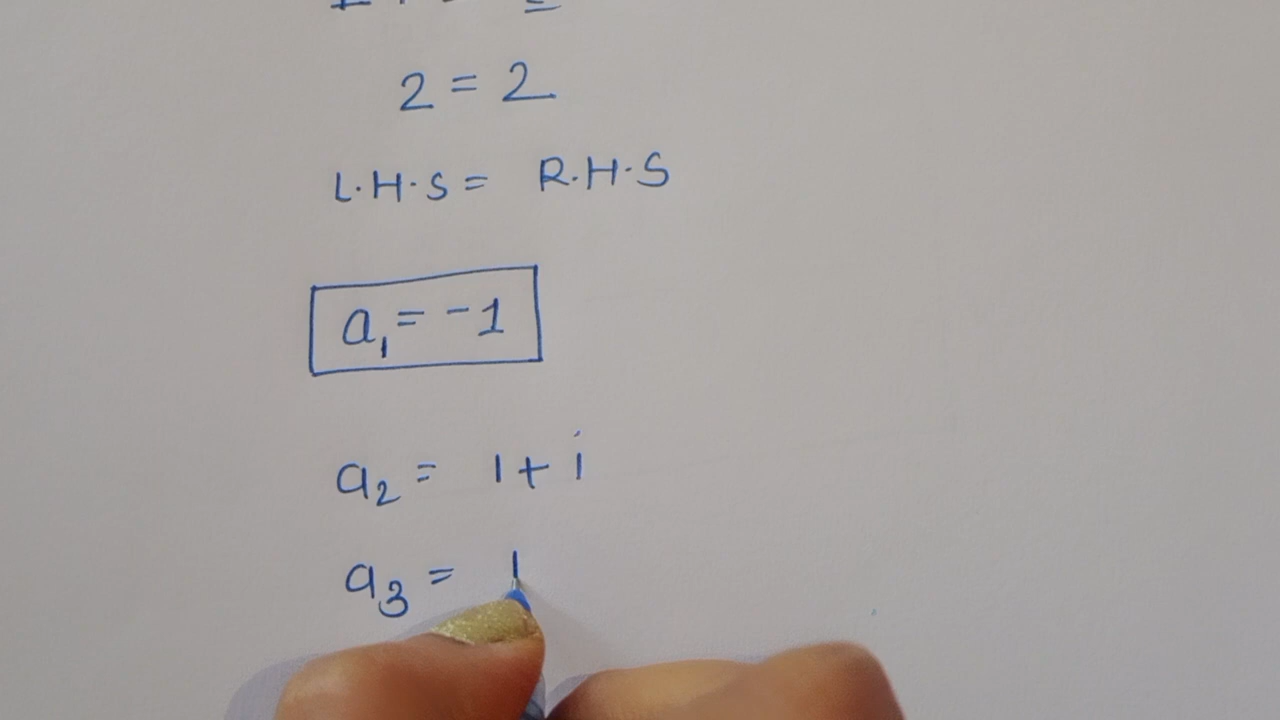 2 = 2
L.H.S = R.H.S
a₁ = -1
a₂ = 1 + i
a₃ = 1